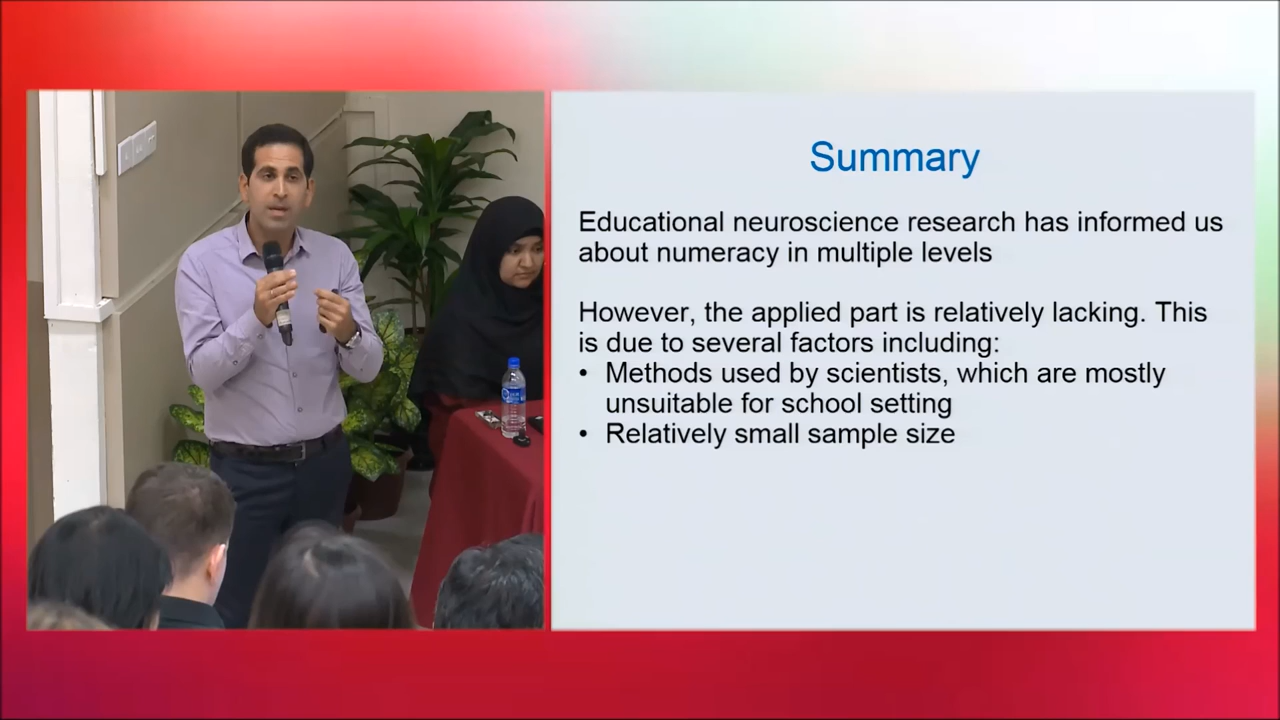 Summary
Educational neuroscience research has informed us
about numeracy in multiple levels
However, the applied part is relatively lacking. This
is due to several factors including:
• Methods used by scientists, which are mostly
unsuitable for school setting
• Relatively small sample size